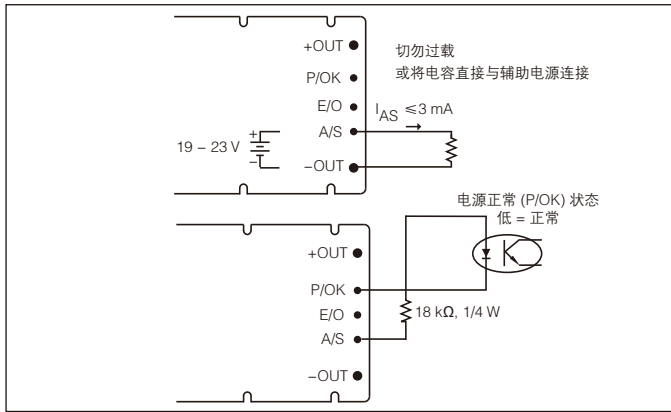 +OUT
切勿过载
或将电容直接与辅助电源连接
P/OK
E/O
I AS ≤3 mA
A/S
19 – 23 V
+
–
–OUT
电源正常 (P/OK) 状态
低 = 正常
+OUT
P/OK
E/O
18 kΩ, 1/4 W
A/S
–OUT